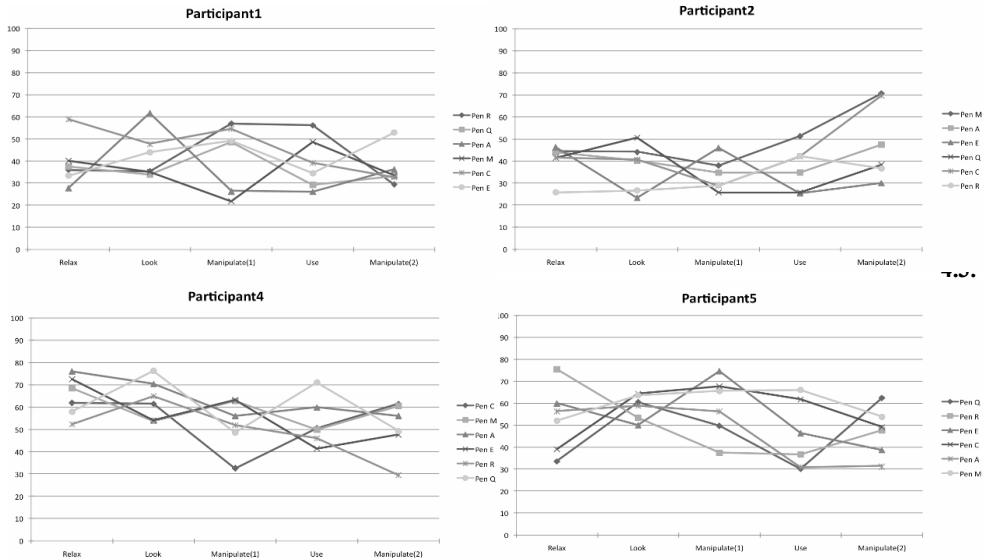 Participant1
100
90
80
70
60
50
40
30
20
10
0
Relax Look Manipulate(1) Use Manipulate(2)
Pen R
Pen Q
Pen A
Pen M
Pen C
Pen E
Participant2
100
90
80
70
60
50
40
30
20
10
0
Relax Look Manipulate(1) Use Manipulate(2)
Pen M
Pen A
Pen E
Pen Q
Pen C
Pen R
Participant4
100
90
80
70
60
50
40
30
20
10
0
Relax Look Manipulate(1) Use Manipulate(2)
Pen C
Pen M
Pen A
Pen E
Pen R
Pen Q
Participant5
100
90
80
70
60
50
40
30
20
10
0
Relax Look Manipulate(1) Use Manipulate(2)
Pen Q
Pen R
Pen E
Pen C
Pen A
Pen M